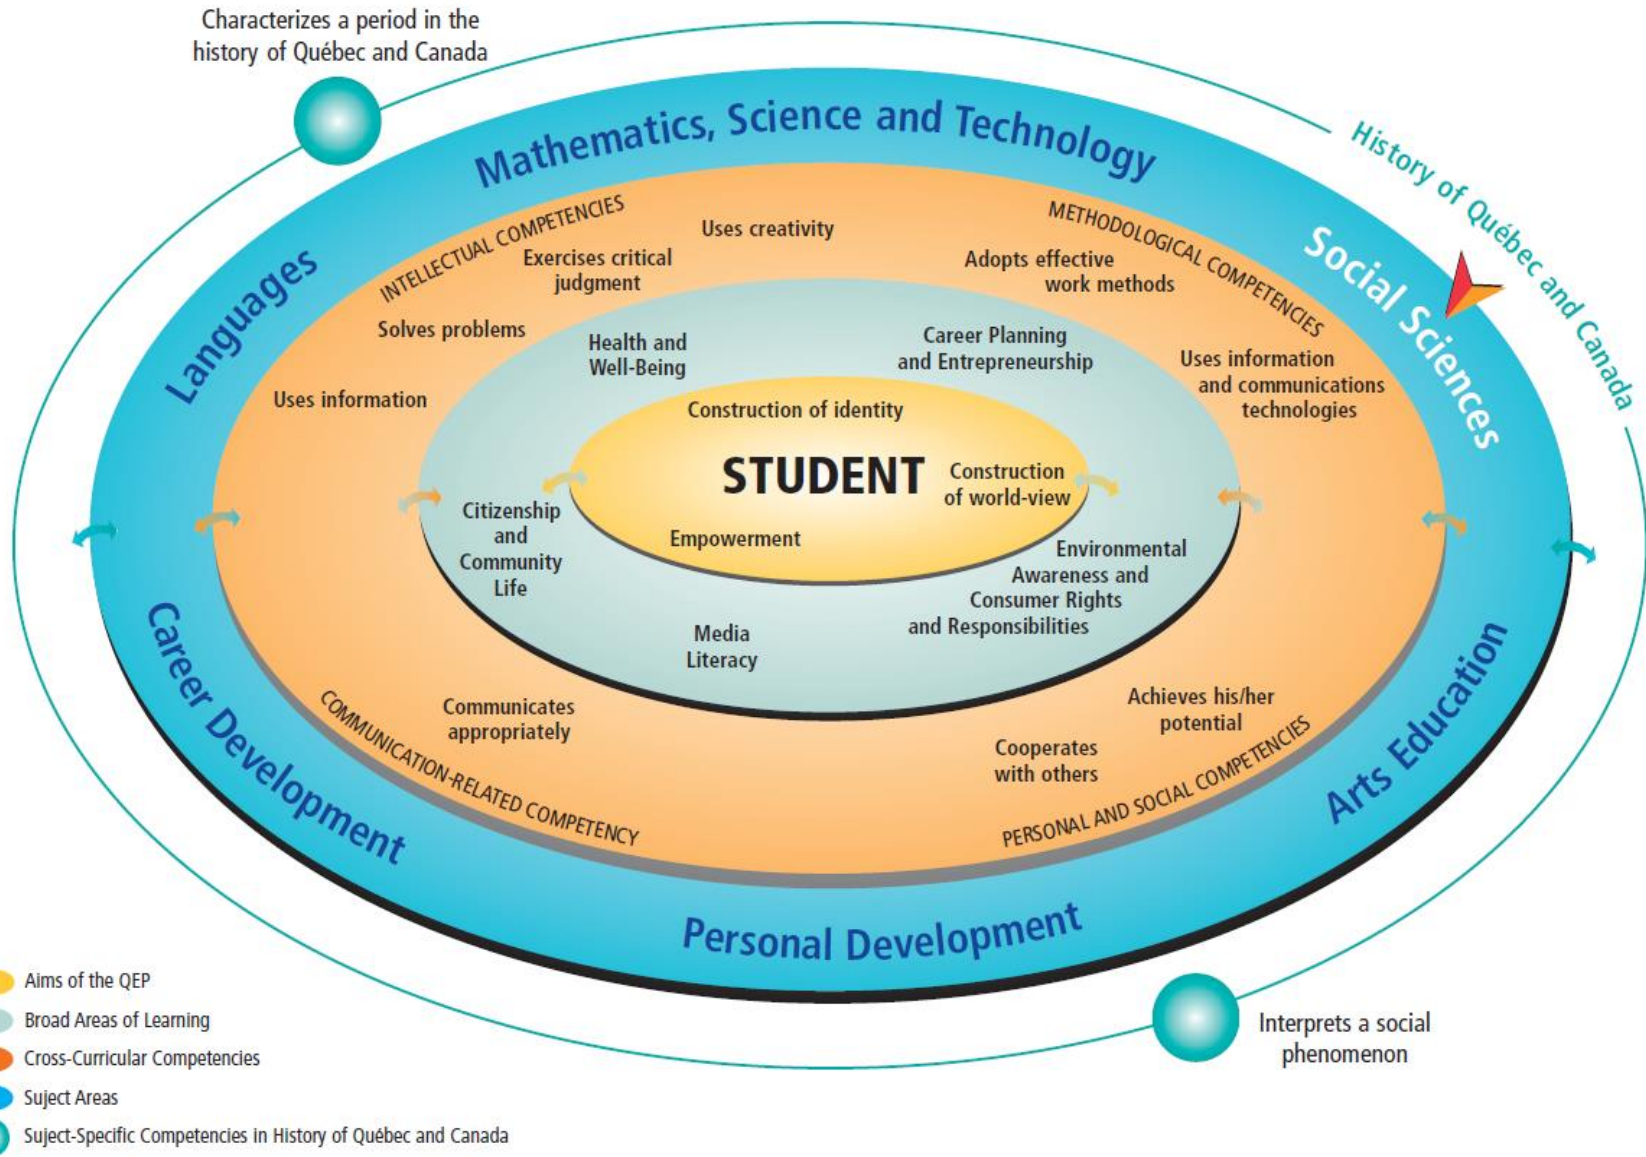 Characterizes a period in the
history of Québec and Canada
History of Québec and Canada
Mathematics, Science and Technology
Languages
Social Sciences
INTELLECTUAL COMPETENCIES
METHODOLOGICAL COMPETENCIES
Uses creativity
Exercises critical
judgment
Adopts effective
work methods
Solves problems
Uses information
Uses information
and communications
technologies
Health and
Well-Being
Career Planning
and Entrepreneurship
Construction of identity
STUDENT
Construction
of world-view
Empowerment
Citizenship
and
Community
Life
Environmental
Awareness and
Consumer Rights
and Responsibilities
Media
Literacy
Communicates
appropriately
Achieves his/her
potential
Cooperates
with others
COMMUNICATION-RELATED COMPETENCY
PERSONAL AND SOCIAL COMPETENCIES
Career Development
Arts Education
Personal Development
Interprets a social
phenomenon
Aims of the QEP
Broad Areas of Learning
Cross-Curricular Competencies
Suject Areas
Suject-Specific Competencies in History of Québec and Canada